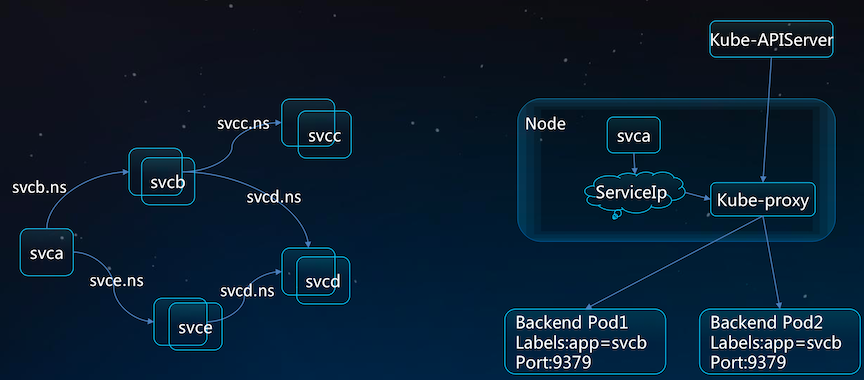 svcc.ns
svcc
svcb.ns
svcb
svcd.ns
svca
svce.ns
svcd.ns
svcd
svce
Kube-APIServer
Node
svca
ServiceIp
Kube-proxy
Backend Pod1
Labels:app=svcb
Port:9379
Backend Pod2
Labels:app=svcb
Port:9379